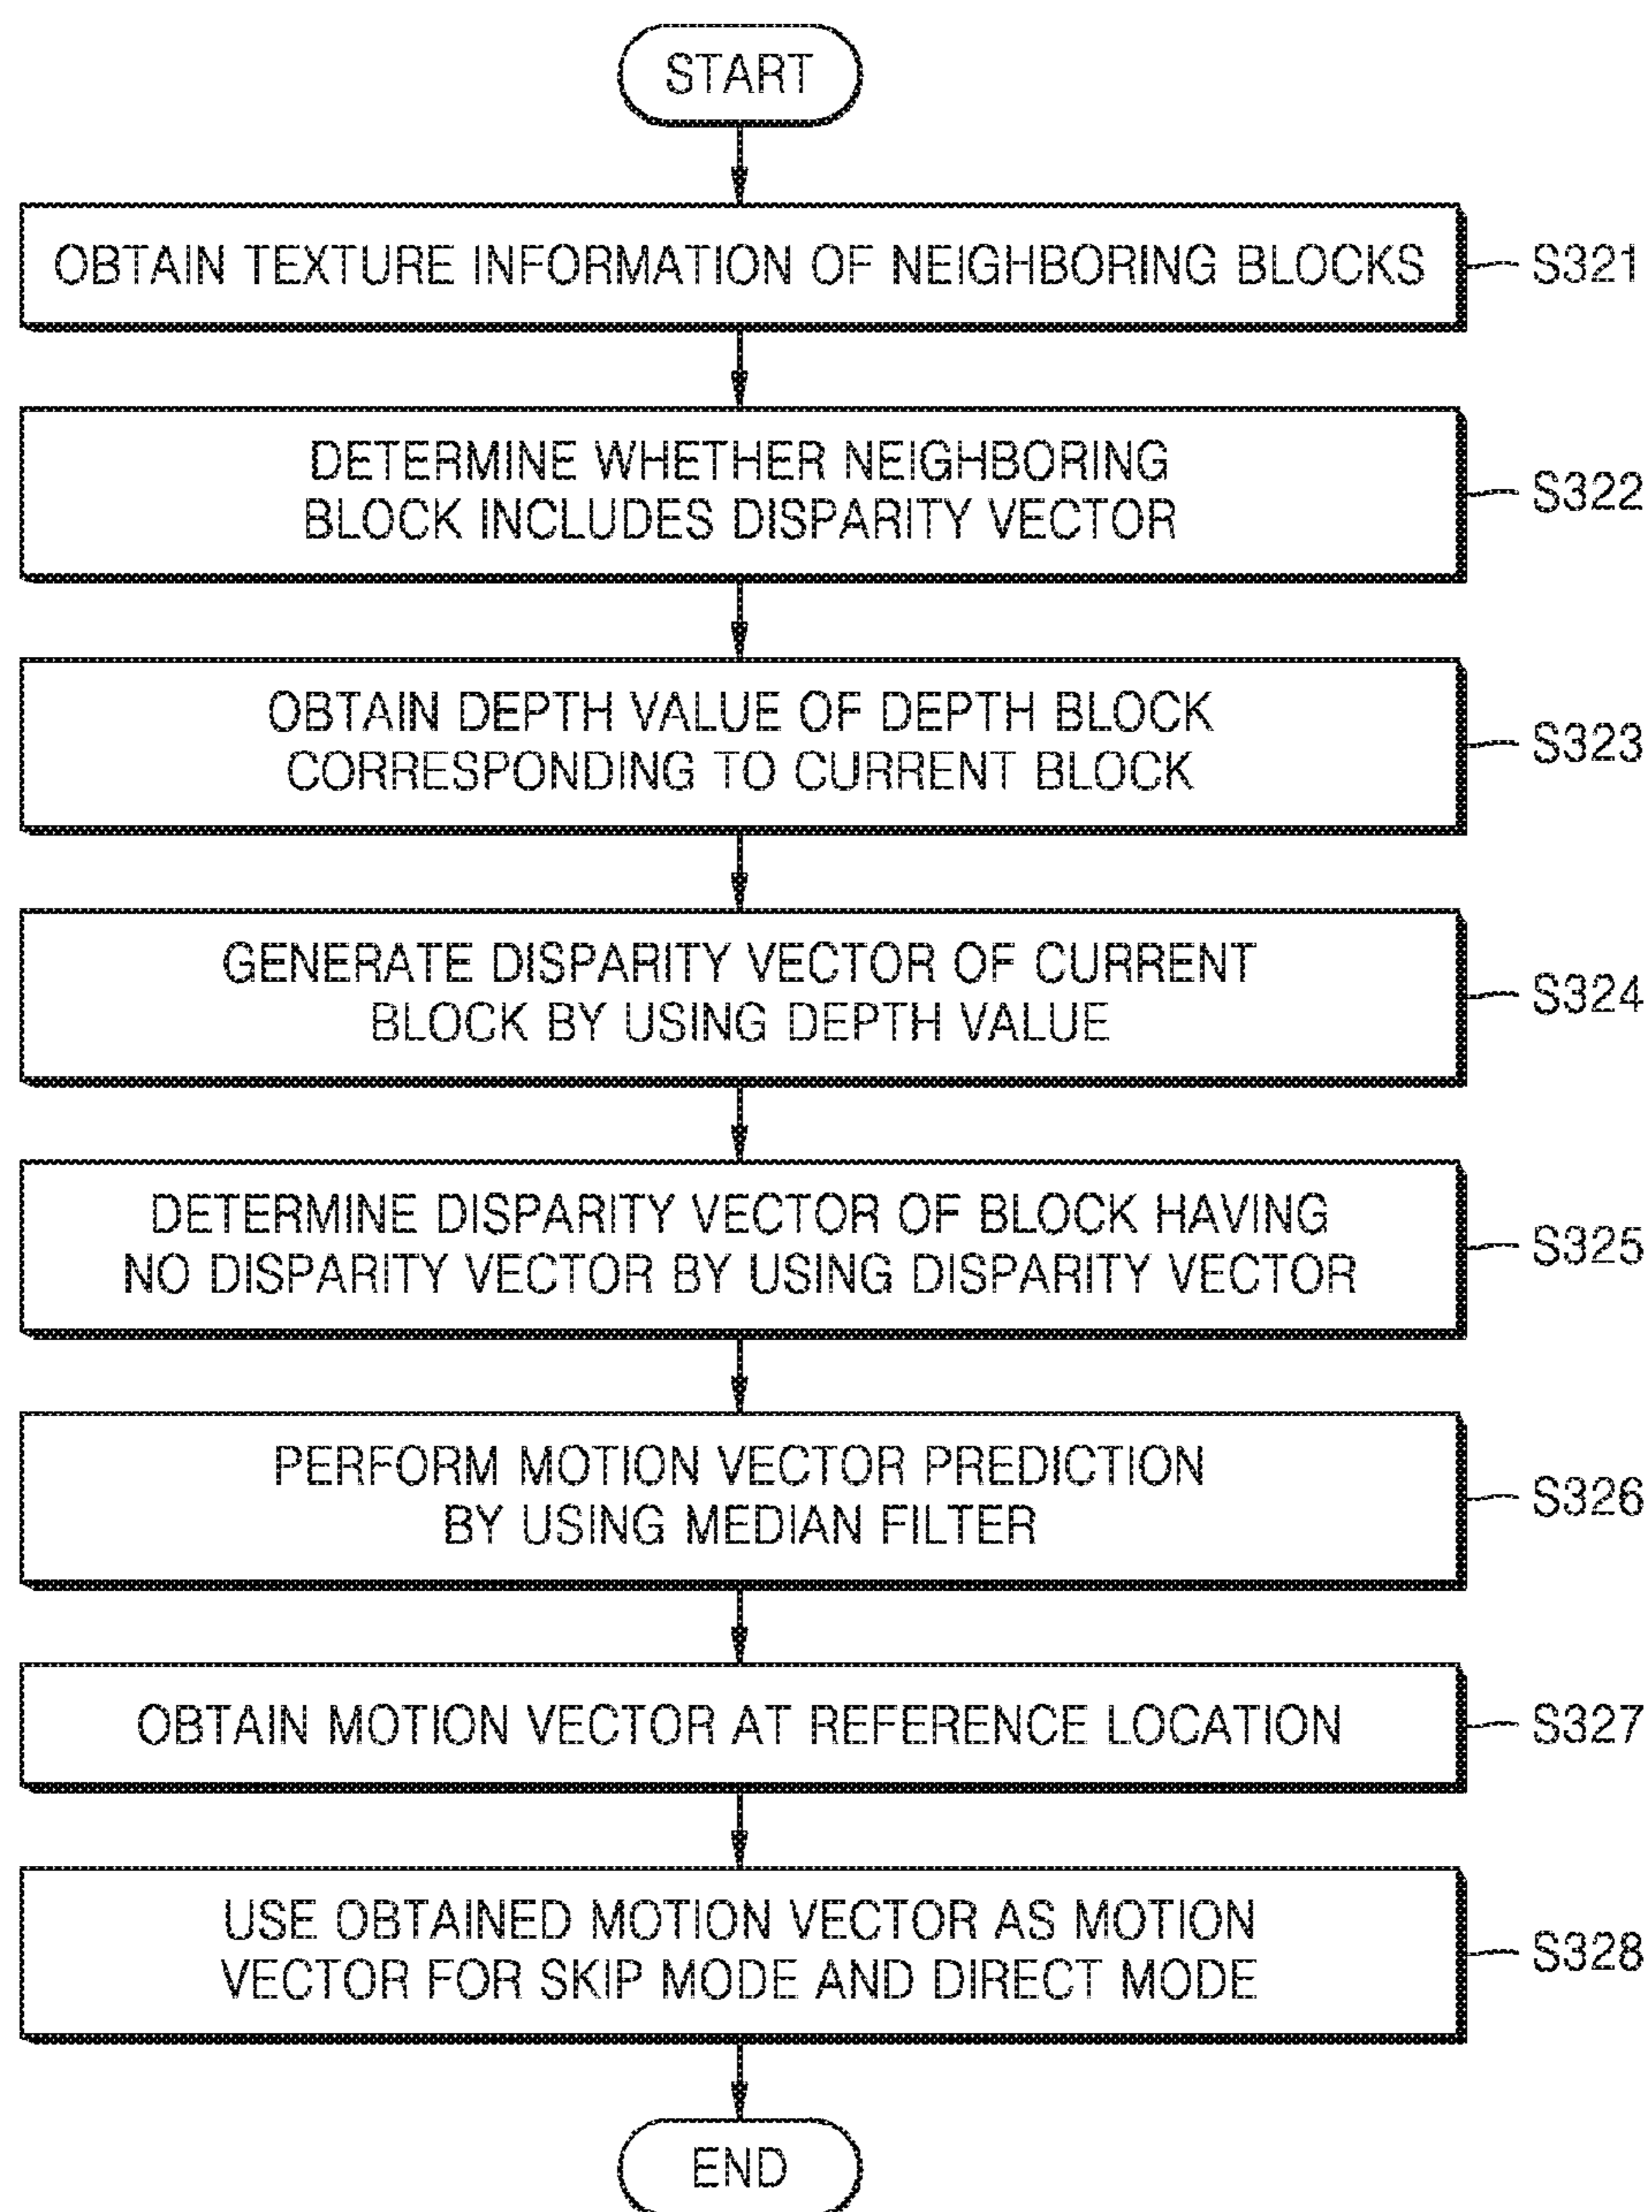 START
OBTAIN TEXTURE INFORMATION OF NEIGHBORING BLOCKS
S321
DETERMINE WHETHER NEIGHBORING
BLOCK INCLUDES DISPARITY VECTOR
S322
OBTAIN DEPTH VALUE OF DEPTH BLOCK
CORRESPONDING TO CURRENT BLOCK
S323
GENERATE DISPARITY VECTOR OF CURRENT
BLOCK BY USING DEPTH VALUE
S324
DETERMINE DISPARITY VECTOR OF BLOCK HAVING
NO DISPARITY VECTOR BY USING DISPARITY VECTOR
S325
PERFORM MOTION VECTOR PREDICTION
BY USING MEDIAN FILTER
S326
OBTAIN MOTION VECTOR AT REFERENCE LOCATION
S327
USE OBTAINED MOTION VECTOR AS MOTION
VECTOR FOR SKIP MODE AND DIRECT MODE
S328
END